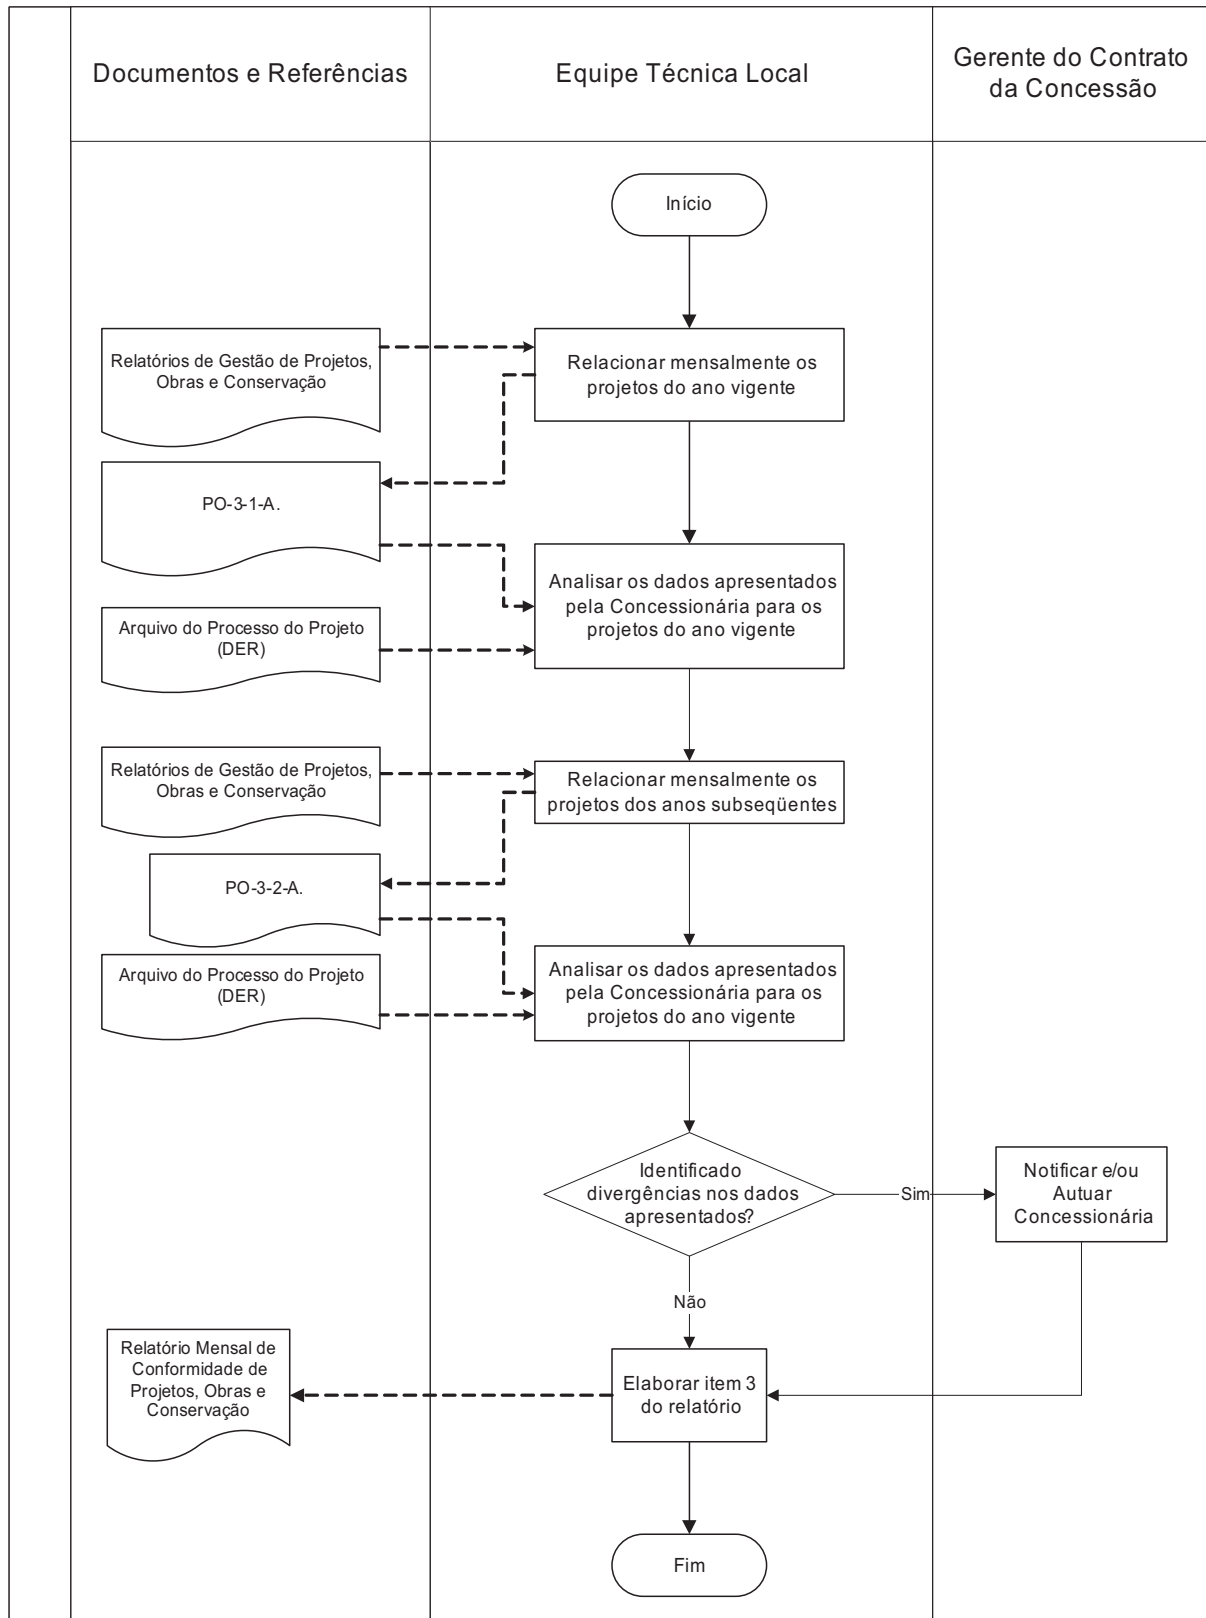 Documentos e Referências
Equipe Técnica Local
Gerente do Contrato
da Concessão
Início
Relatórios de Gestão de Projetos,
Obras e Conservação
Relacionar mensalmente os
projetos do ano vigente
PO-3-1-A.
Analisar os dados apresentados
pela Concessionária para os
projetos do ano vigente
Arquivo do Processo do Projeto
(DER)
Relatórios de Gestão de Projetos,
Obras e Conservação
Relacionar mensalmente os
projetos dos anos subseqüentes
PO-3-2-A.
Analisar os dados apresentados
pela Concessionária para os
projetos do ano vigente
Arquivo do Processo do Projeto
(DER)
Identificado
divergências nos dados
apresentados?
Sim
Notificar e/ou
Autuar
Concessionária
Não
Relatório Mensal de
Conformidade de
Projetos, Obras e
Conservação
Elaborar item 3
do relatório
Fim